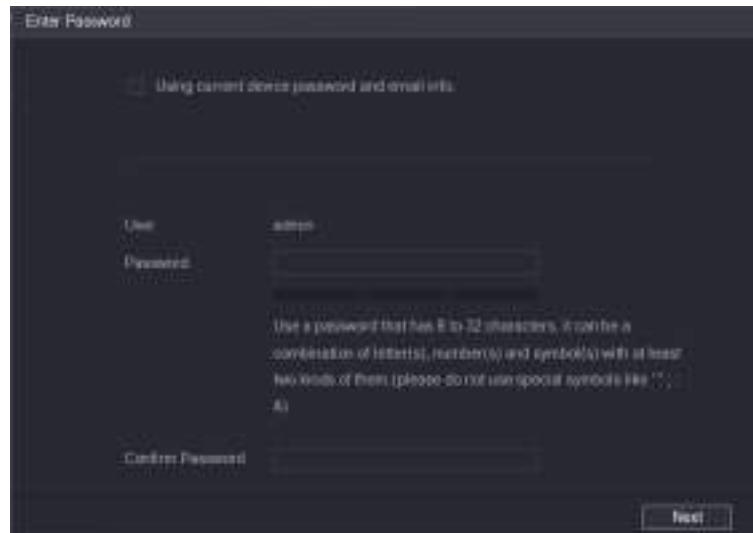 Enter Password
Using current device password and email info.
User
admin
Password
Use a password that has 8 to 32 characters, it can be a
combination of letter(s), number(s) and symbol(s) with at least
two kinds of them.(please do not use special symbols like ' " ;
&)
Confirm Password
Next